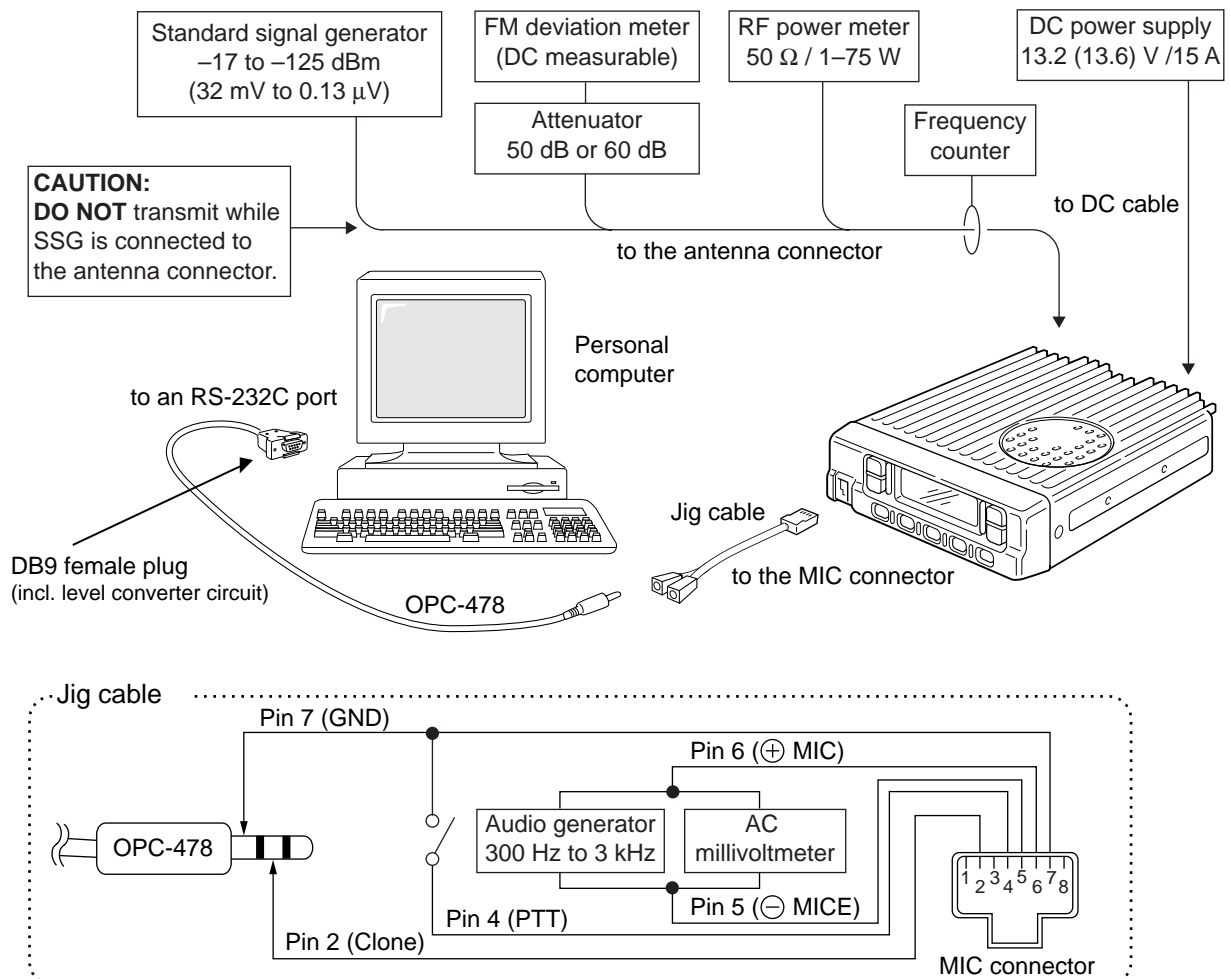 Standard signal generator
–17 to –125 dBm
(32 mV to 0.13 μV)
FM deviation meter
(DC measurable)
RF power meter
50 Ω / 1–75 W
DC power supply
13.2 (13.6) V /15 A
Attenuator
50 dB or 60 dB
Frequency
counter
CAUTION:
DO NOT transmit while
SSG is connected to
the antenna connector.
to DC cable
to the antenna connector
Personal
computer
to an RS-232C port
Jig cable
to the MIC connector
DB9 female plug
(incl. level converter circuit)
OPC-478
Jig cable
Pin 7 (GND)
Pin 6 (⊕ MIC)
OPC-478
Audio generator
300 Hz to 3 kHz
AC
millivoltmeter
1 2 3 4 5 6 7 8
Pin 5 (⊖ MICE)
Pin 4 (PTT)
Pin 2 (Clone)
MIC connector